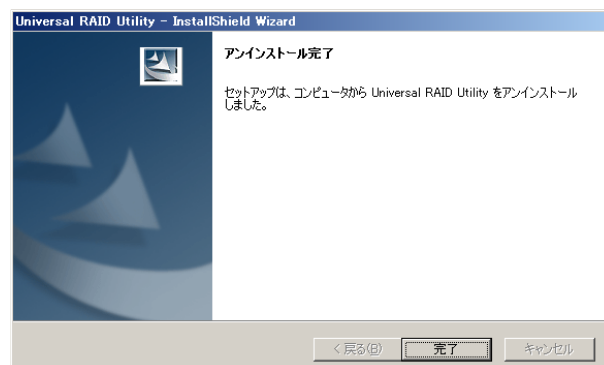 Universal RAID Utility - InstallShield Wizard
アンインストール完了
セットアップは、コンピュータから Universal RAID Utility をアンインストール
しました。
< 戻る(B)
完了
キャンセル